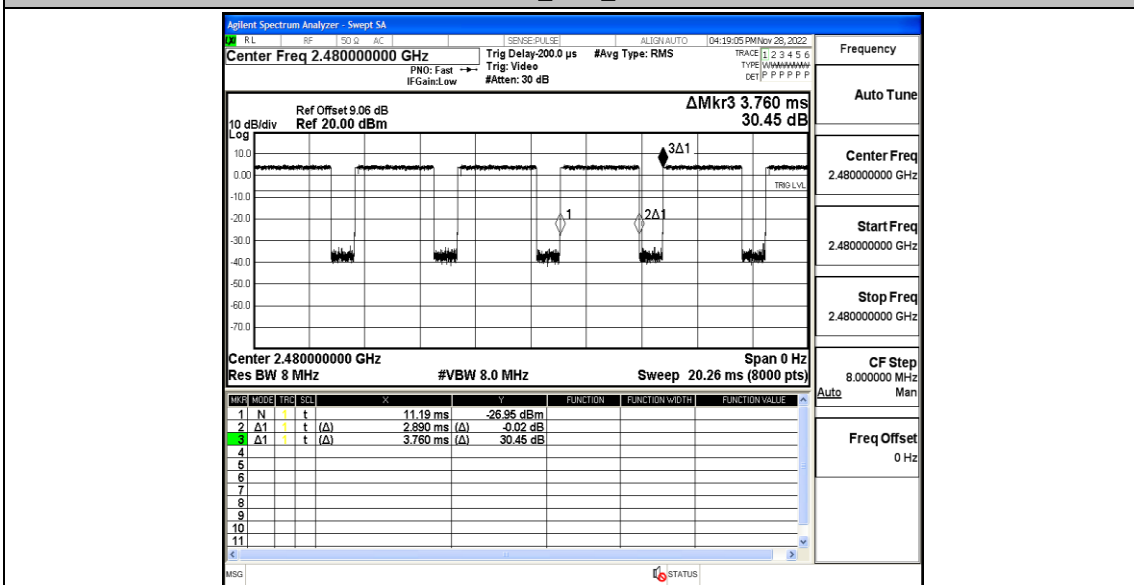 Agilent Spectrum Analyzer - Swept SA
RL RF 50 Ω AC SENSE:PULSE ALIGNAUTO 04:19:05 PM Nov 28, 2022
Center Freq 2.480000000 GHz
PNO: Fast
IFGain:Low
Trig Delay-200.0 µs
Trig: Video
#Atten: 30 dB
#Avg Type: RMS
TRACE 1 2 3 4 5 6
TYPE
DET P P P P P P
ΔMkr3 3.760 ms
30.45 dB
Ref Offset 9.06 dB
10 dB/div Ref 20.00 dBm
Log
10.0
0.00
-10.0
-20.0
-30.0
-40.0
-50.0
-60.0
-70.0
3Δ1
TRIG LVL
1
2Δ1
Center 2.480000000 GHz Span 0 Hz
Res BW 8 MHz #VBW 8.0 MHz Sweep 20.26 ms (8000 pts)
MKR MODE TRC SCL X Y FUNCTION FUNCTION WIDTH FUNCTION VALUE
1 N 1 t 11.19 ms -26.95 dBm
2 Δ1 1 t (Δ) 2.890 ms (Δ) -0.02 dB
3 Δ1 1 t (Δ) 3.760 ms (Δ) 30.45 dB
4
5
6
7
8
9
10
11
MSG STATUS
Frequency
Auto Tune
Center Freq
2.480000000 GHz
Start Freq
2.480000000 GHz
Stop Freq
2.480000000 GHz
CF Step
8.000000 MHz
Auto Man
Freq Offset
0 Hz